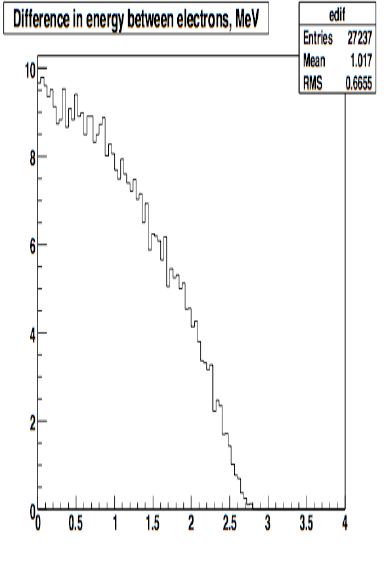 Difference in energy between electrons, MeV
edif
Entries 27237
Mean 1.017
RMS 0.6655
10
8
6
4
2
0
0 0.5 1 1.5 2 2.5 3 3.5 4